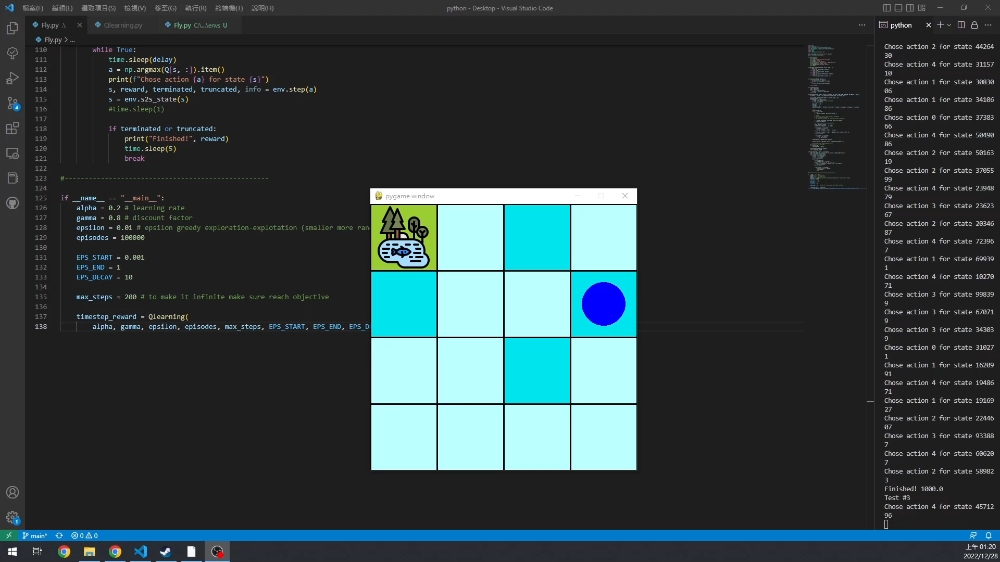 檔案(F) 編輯(E) 選取項目(S) 檢視(V) 移至(G) 執行(R) 終端機(T) 說明(H)
python - Desktop - Visual Studio Code
Fly.py .\
Qlearning.py
Fly.py C:\...\envs U
python
Fly.py > ...
110 while True:
111 time.sleep(delay)
112 a = np.argmax(Q[s, :]).item()
113 print(f"Chose action {a} for state {s}")
114 s, reward, terminated, truncated, info = env.step(a)
115 s = env.s2s_state(s)
116 #time.sleep(1)
117
118 if terminated or truncated:
119 print("Finished!", reward)
120 time.sleep(5)
121 break
122
123 #---------------------------------------------------
124
125 if __name__ == "__main__":
126 alpha = 0.2 # learning rate
127 gamma = 0.8 # discount factor
128 epsilon = 0.01 # epsilon greedy exploration-explotation (smaller more ran
129 episodes = 100000
130
131 EPS_START = 0.001
132 EPS_END = 1
133 EPS_DECAY = 10
134
135 max_steps = 200 # to make it infinite make sure reach objective
136
137 timestep_reward = Qlearning(
138 alpha, gamma, epsilon, episodes, max_steps, EPS_START, EPS_END, EPS_D
pygame window
Chose action 2 for state 44264
30
Chose action 4 for state 31157
10
Chose action 1 for state 30830
06
Chose action 1 for state 34106
86
Chose action 0 for state 37383
66
Chose action 4 for state 50490
86
Chose action 2 for state 50163
19
Chose action 2 for state 37055
99
Chose action 4 for state 23948
79
Chose action 3 for state 23623
67
Chose action 2 for state 20346
87
Chose action 4 for state 72396
7
Chose action 1 for state 69939
1
Chose action 4 for state 10270
71
Chose action 3 for state 99839
9
Chose action 3 for state 67071
9
Chose action 3 for state 34303
9
Chose action 0 for state 31027
1
Chose action 1 for state 16209
91
Chose action 4 for state 19486
71
Chose action 1 for state 19169
27
Chose action 2 for state 22446
07
Chose action 3 for state 93388
7
Chose action 4 for state 60620
7
Chose action 2 for state 58982
3
Finished! 1000.0
Test #3
Chose action 4 for state 45712
96
4
1
main* 0 0
上午 01:20
2022/12/28